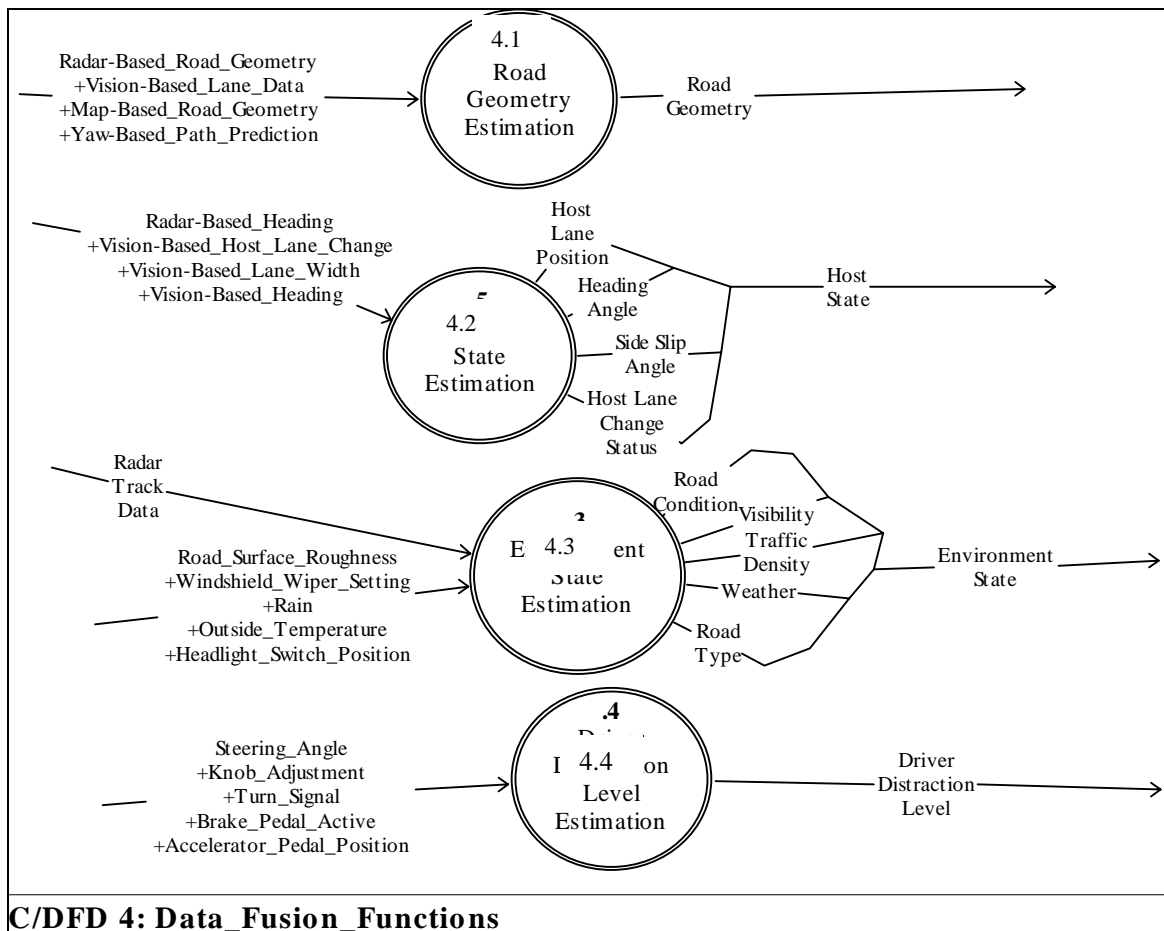 4.1
Road
Geometry
Estimation
Radar-Based_Road_Geometry
+Vision-Based_Lane_Data
+Map-Based_Road_Geometry
+Yaw-Based_Path_Prediction
Road
Geometry
Radar-Based_Heading
+Vision-Based_Host_Lane_Change
+Vision-Based_Lane_Width
+Vision-Based_Heading
4.2
State
Estimation
Host
Lane
Position
Heading
Angle
Side Slip
Angle
Host Lane
Change
Status
Host
State
Radar
Track
Data
Road_Surface_Roughness
+Windshield_Wiper_Setting
+Rain
+Outside_Temperature
+Headlight_Switch_Position
3
E 4.3 ent
State
Estimation
Road
Condition
Visibility
Traffic
Density
Weather
Road
Type
Environment
State
Steering_Angle
+Knob_Adjustment
+Turn_Signal
+Brake_Pedal_Active
+Accelerator_Pedal_Position
.4
4.4 on
Level
Estimation
Driver
Distraction
Level
C/DFD 4: Data_Fusion_Functions